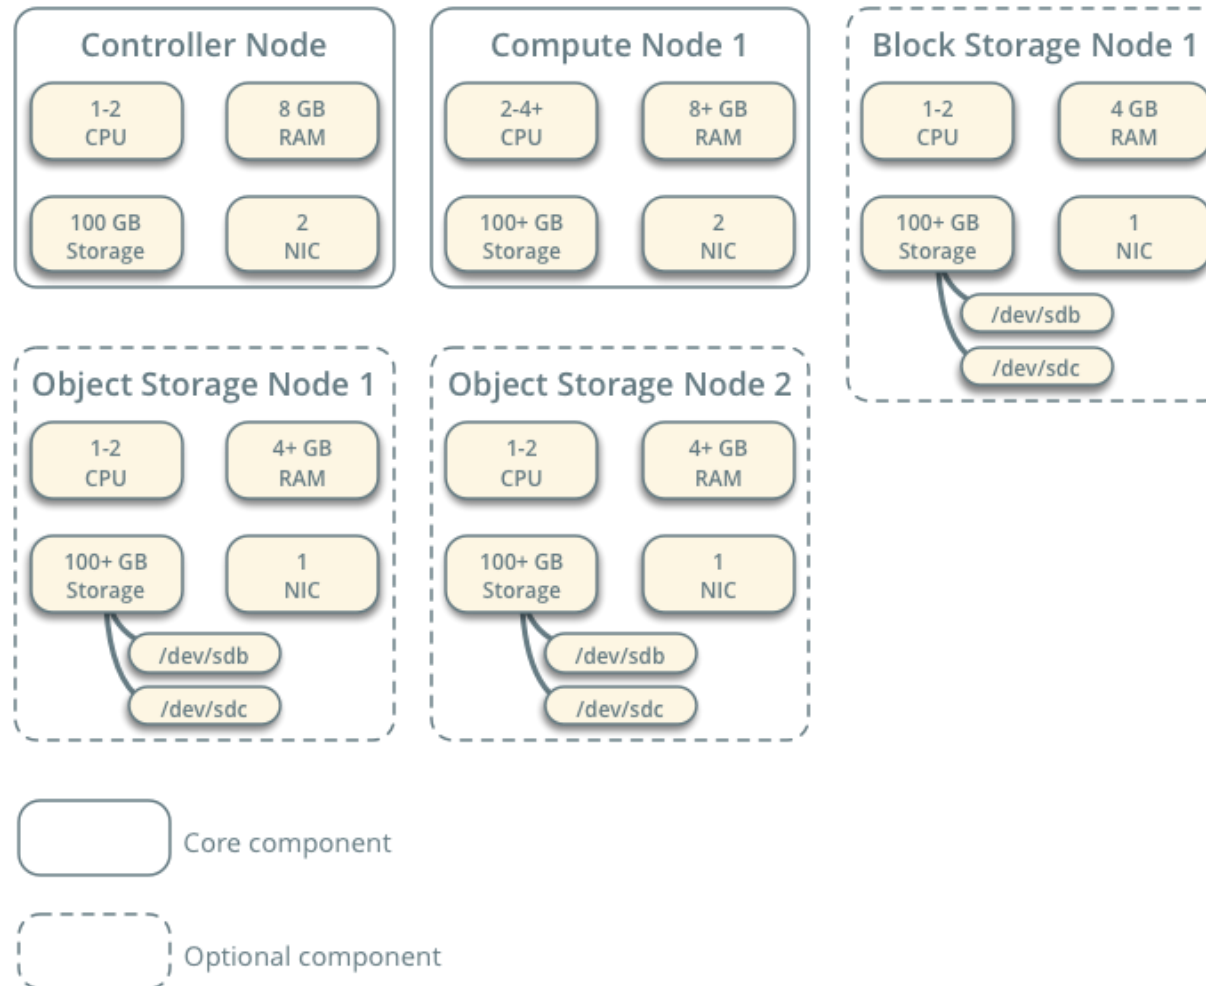 Controller Node
1-2
CPU
8 GB
RAM
100 GB
Storage
2
NIC
Compute Node 1
2-4+
CPU
8+ GB
RAM
100+ GB
Storage
2
NIC
Block Storage Node 1
1-2
CPU
4 GB
RAM
100+ GB
Storage
1
NIC
/dev/sdb
/dev/sdc
Object Storage Node 1
1-2
CPU
4+ GB
RAM
100+ GB
Storage
1
NIC
/dev/sdb
/dev/sdc
Object Storage Node 2
1-2
CPU
4+ GB
RAM
100+ GB
Storage
1
NIC
/dev/sdb
/dev/sdc
Core component
Optional component